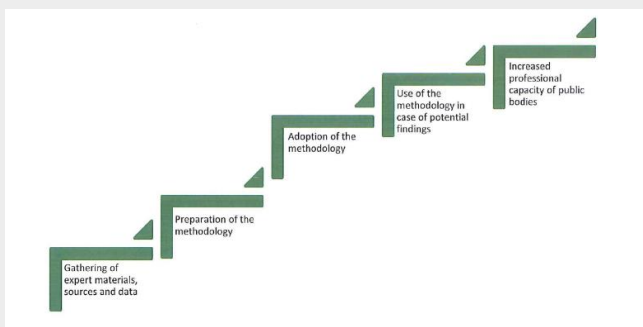 Gathering of
expert materials,
sources and data
Preparation of the
methodology
Adoption of the
methodology
Use of the
methodology in
case of potential
findings
Increased
professional
capacity of public
bodies